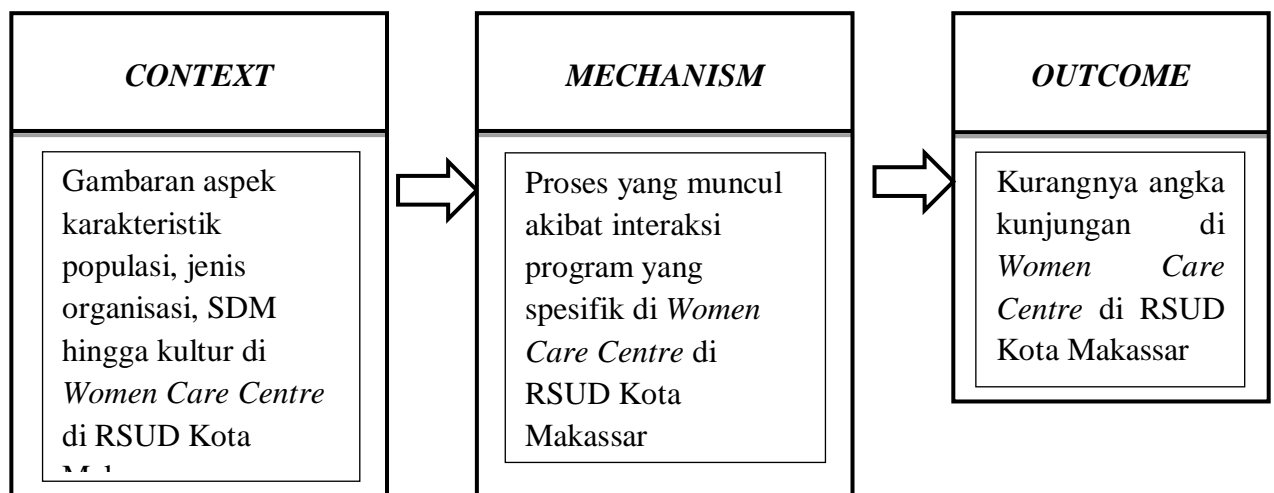 CONTEXT
Gambaran aspek
karakteristik
populasi, jenis
organisasi, SDM
hingga kultur di
Women Care Centre
di RSUD Kota
MECHANISM
Proses yang muncul
akibat interaksi
program yang
spesifik di Women
Care Centre di
RSUD Kota
Makassar
OUTCOME
Kurangnya angka
kunjungan di
Women Care
Centre di RSUD
Kota Makassar